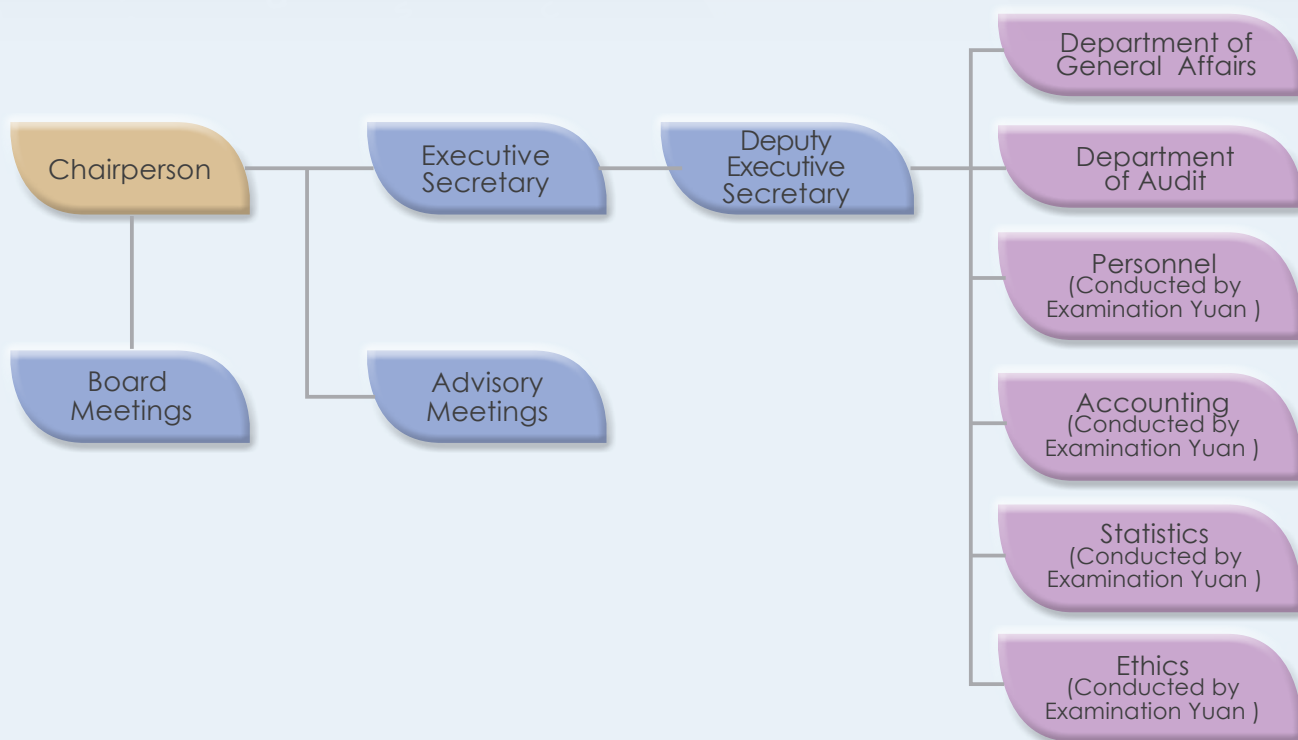 Chairperson
Board
Meetings
Executive
Secretary
Advisory
Meetings
Deputy
Executive
Secretary
Department of
General Affairs
Department
of Audit
Personnel
(Conducted by
Examination Yuan )
Accounting
(Conducted by
Examination Yuan )
Statistics
(Conducted by
Examination Yuan )
Ethics
(Conducted by
Examination Yuan )